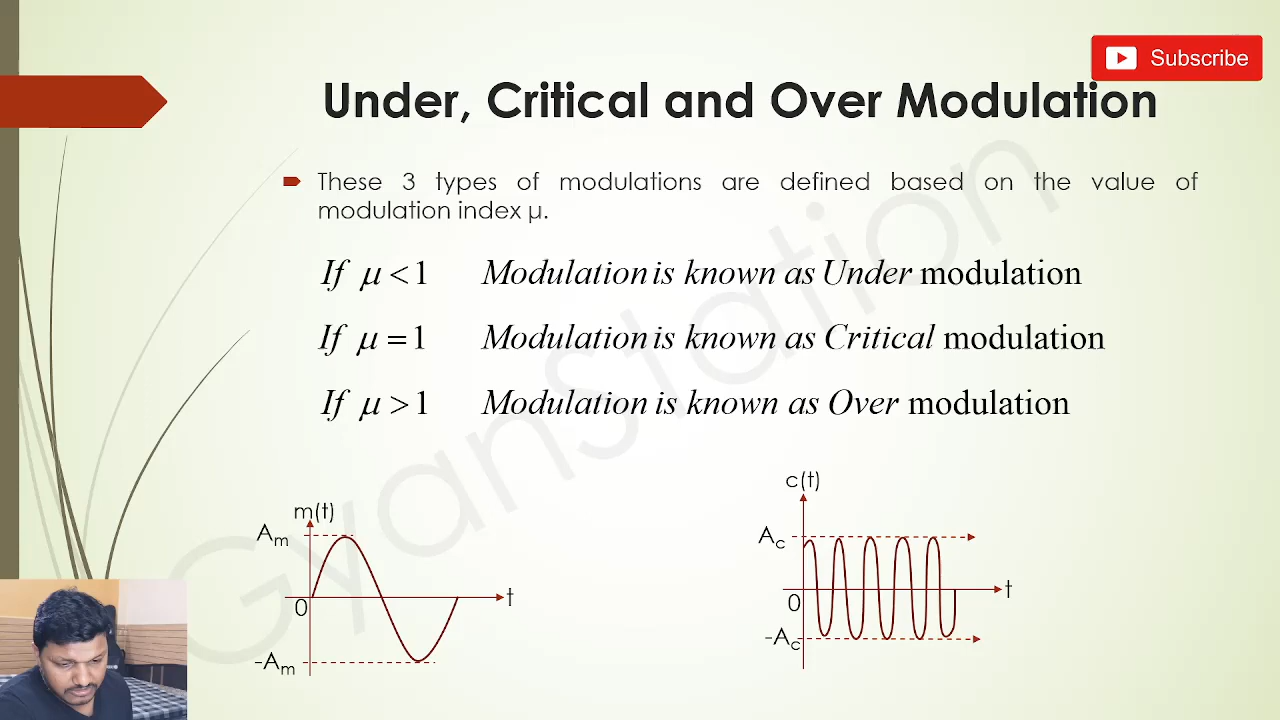 Subscribe
Under, Critical and Over Modulation
These 3 types of modulations are defined based on the value of
modulation index μ.
If μ < 1 Modulation is known as Under modulation
If μ = 1 Modulation is known as Critical modulation
If μ > 1 Modulation is known as Over modulation
m(t)
Am
0
t
-Am
c(t)
Ac
0
t
-Ac
GyanStation